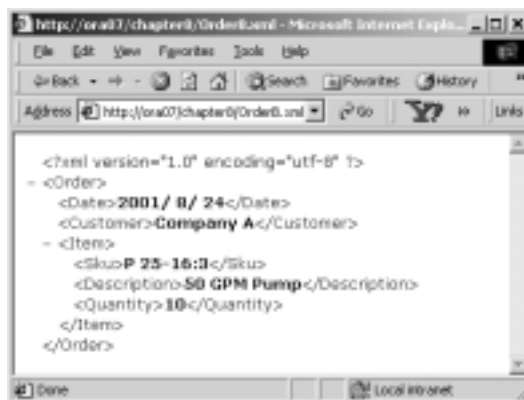 http://ora07/chapter8/Order8.xml - Microsoft Internet Explo...
File Edit View Favorites Tools Help
Back Search Favorites History
Address http://ora07/chapter8/Order8.xml Go Links
<?xml version="1.0" encoding="utf-8" ?>
- <Order>
<Date>2001/ 8/ 24</Date>
<Customer>Company A</Customer>
- <Item>
<Sku>P 25-16:3</Sku>
<Description>50 GPM Pump</Description>
<Quantity>10</Quantity>
</Item>
</Order>
Done Local intranet